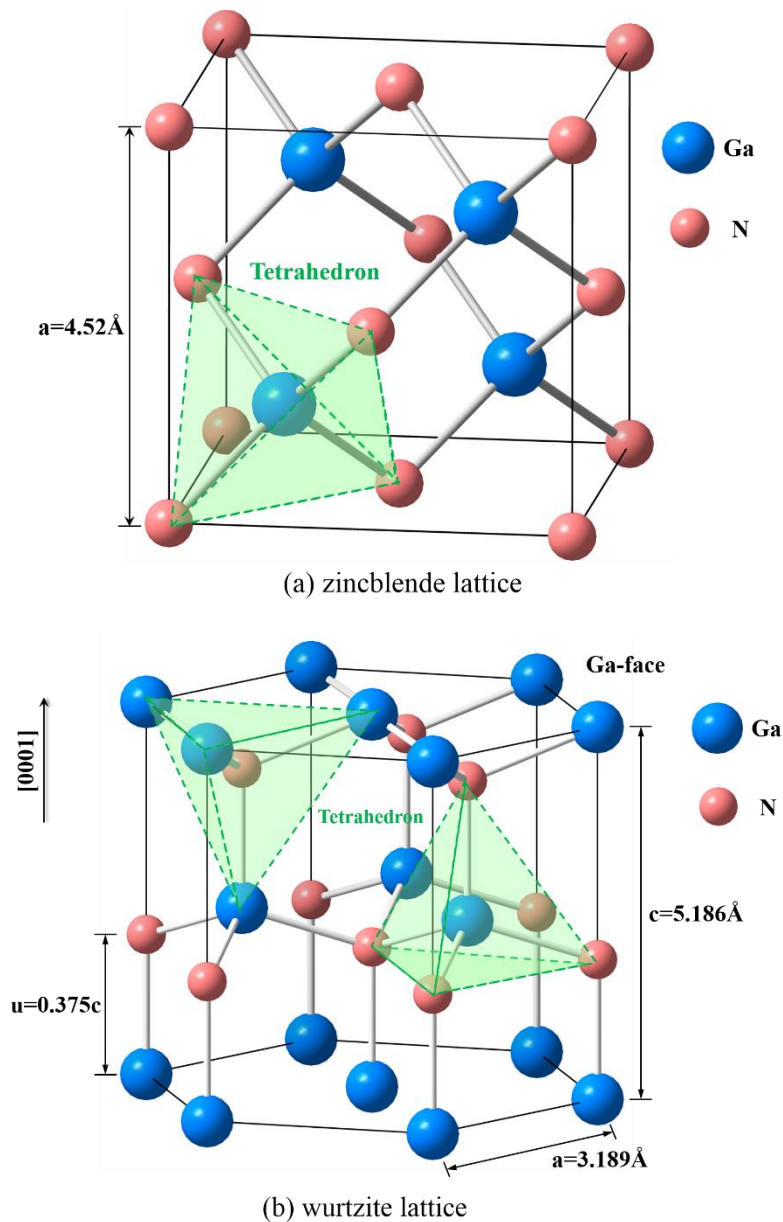 Ga
N
Tetrahedron
a=4.52Å
(a) zincblende lattice
Ga-face
[0001]
Ga
N
Tetrahedron
c=5.186Å
u=0.375c
a=3.189Å
(b) wurtzite lattice